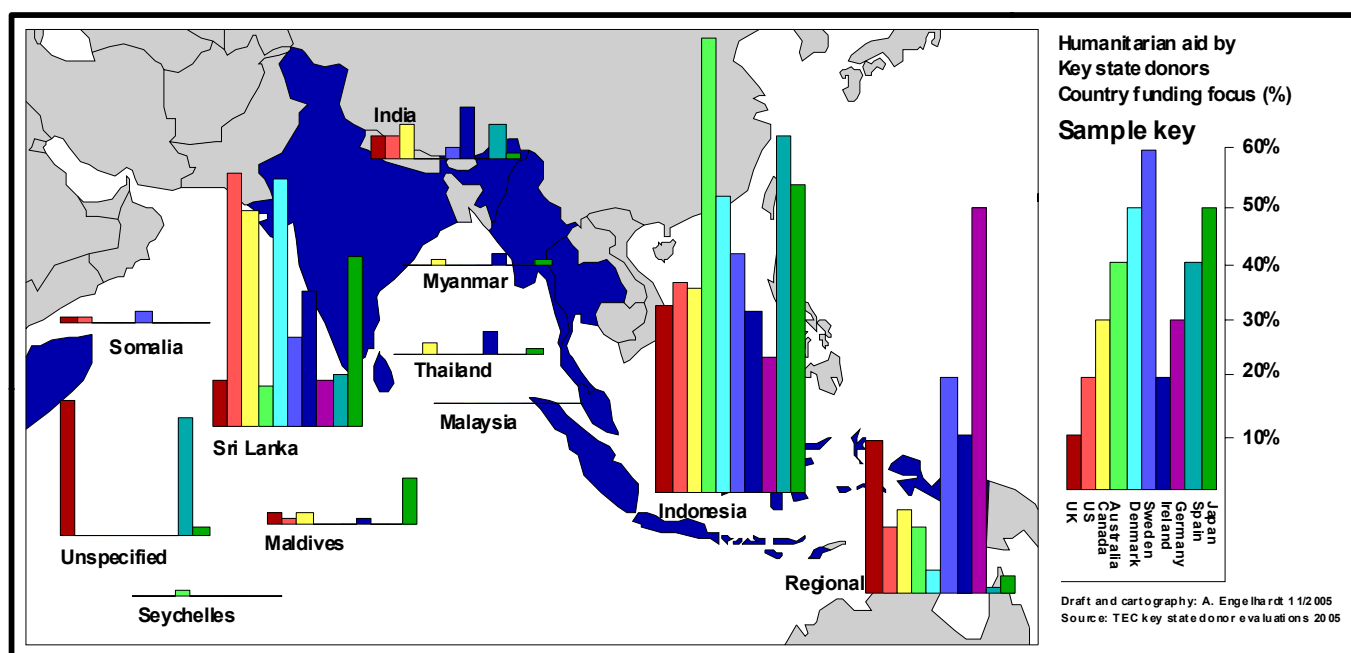 Humanitarian aid by
Key state donors
Country funding focus (%)
Sample key
60%
50%
40%
30%
20%
10%
UK
US
Canada
Australia
Denmark
Sweden
Ireland
Germany
Spain
Japan
Draft and cartography: A. Engelhardt 11/2005
Source: TEC key state donor evaluations 2005
India
Myanmar
Somalia
Thailand
Malaysia
Sri Lanka
Indonesia
Unspecified
Maldives
Regional
Seychelles